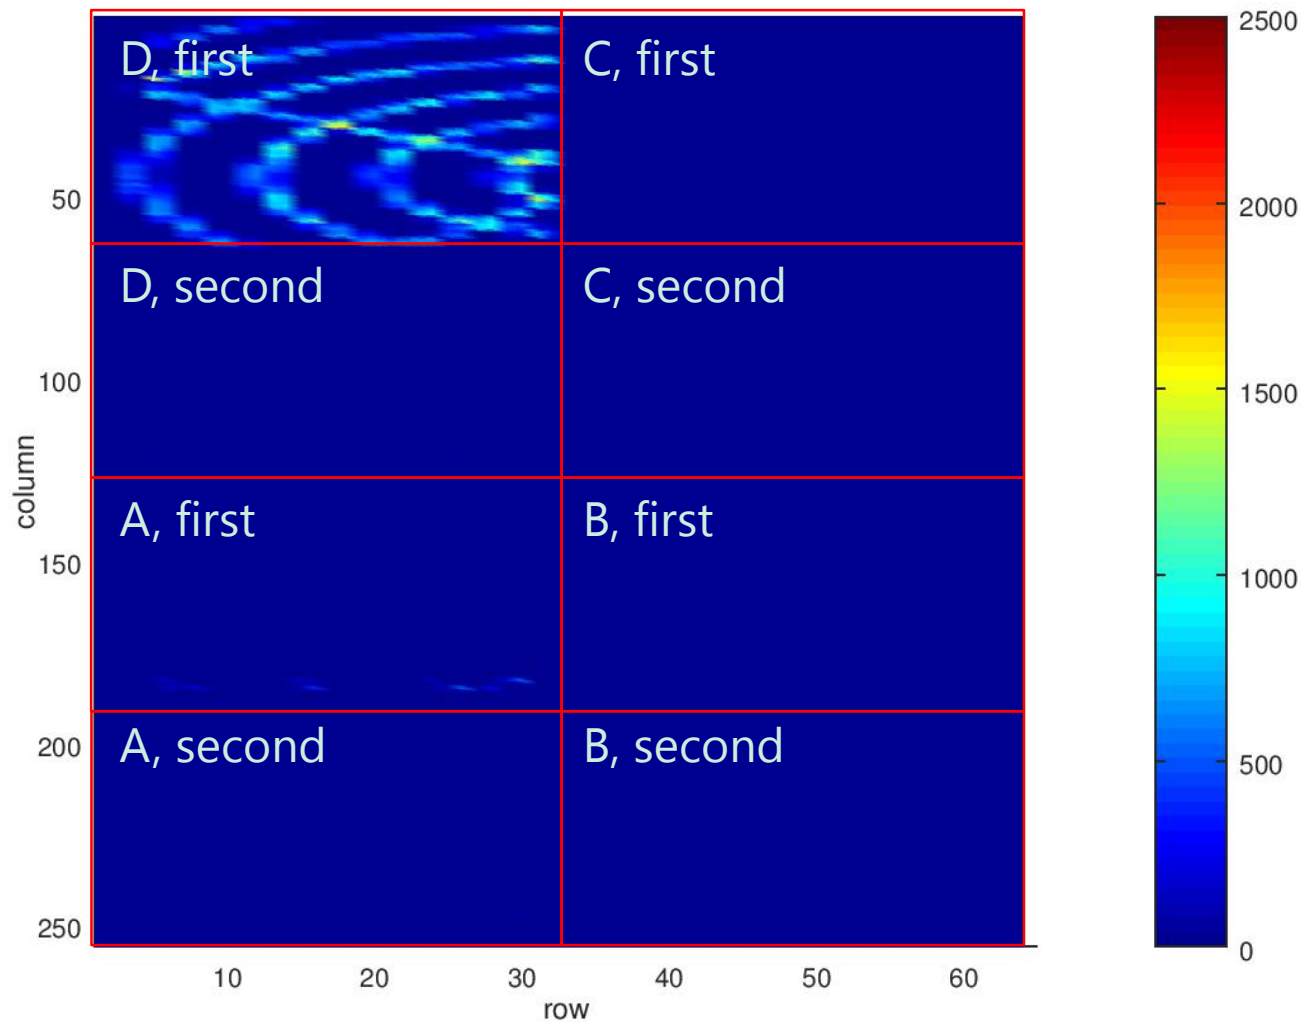 D, first
C, first
D, second
C, second
A, first
B, first
A, second
B, second
50
100
150
200
250
column
10
20
30
40
50
60
row
2500
2000
1500
1000
500
0